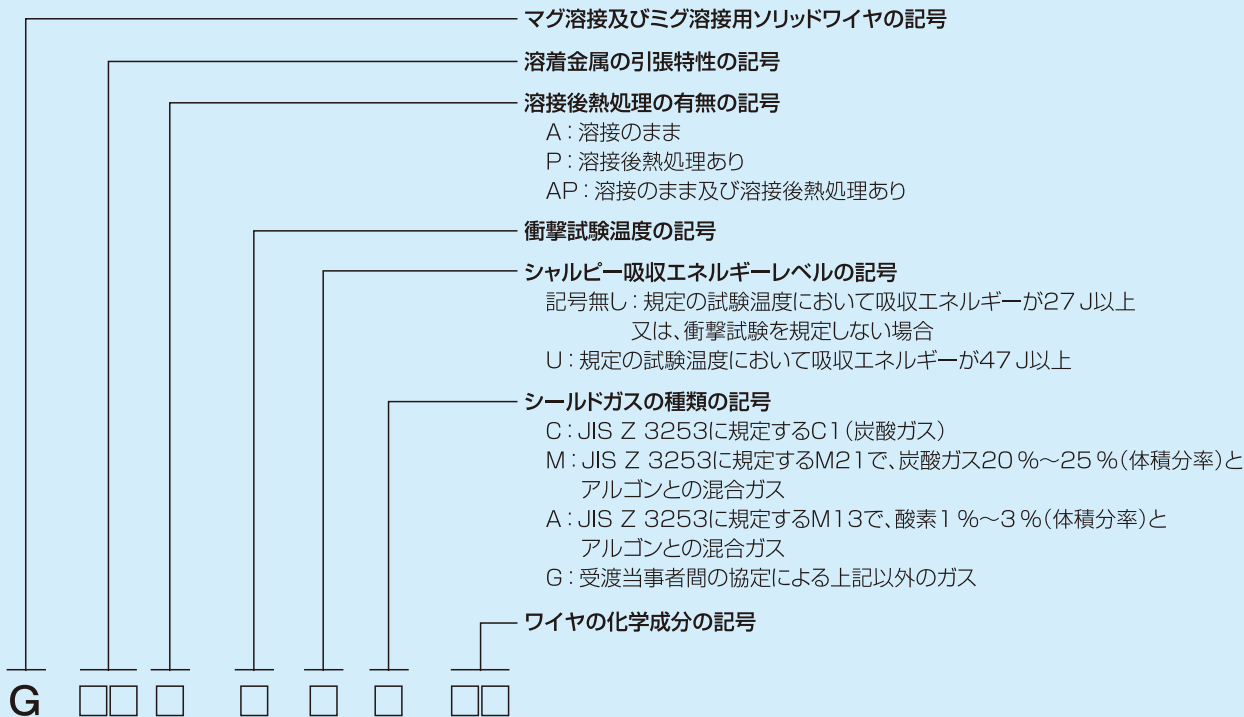 マグ溶接及びミグ溶接用ソリッドワイヤの記号
溶着金属の引張特性の記号
溶接後熱処理の有無の記号
A:溶接のまま
P:溶接後熱処理あり
AP:溶接のまま及び溶接後熱処理あり
衝撃試験温度の記号
シャルピー吸収エネルギーレベルの記号
記号無し:規定の試験温度において吸収エネルギーが27J以上
又は、衝撃試験を規定しない場合
U:規定の試験温度において吸収エネルギーが47J以上
シールドガスの種類の記号
C:JIS Z 3253に規定するC1(炭酸ガス)
M:JIS Z 3253に規定するM21で、炭酸ガス20%~25%(体積分率)と
アルゴンとの混合ガス
A:JIS Z 3253に規定するM13で、酸素1%~3%(体積分率)と
アルゴンとの混合ガス
G:受渡当事者間の協定による上記以外のガス
ワイヤの化学成分の記号
G □□ □ □ □ □ □□